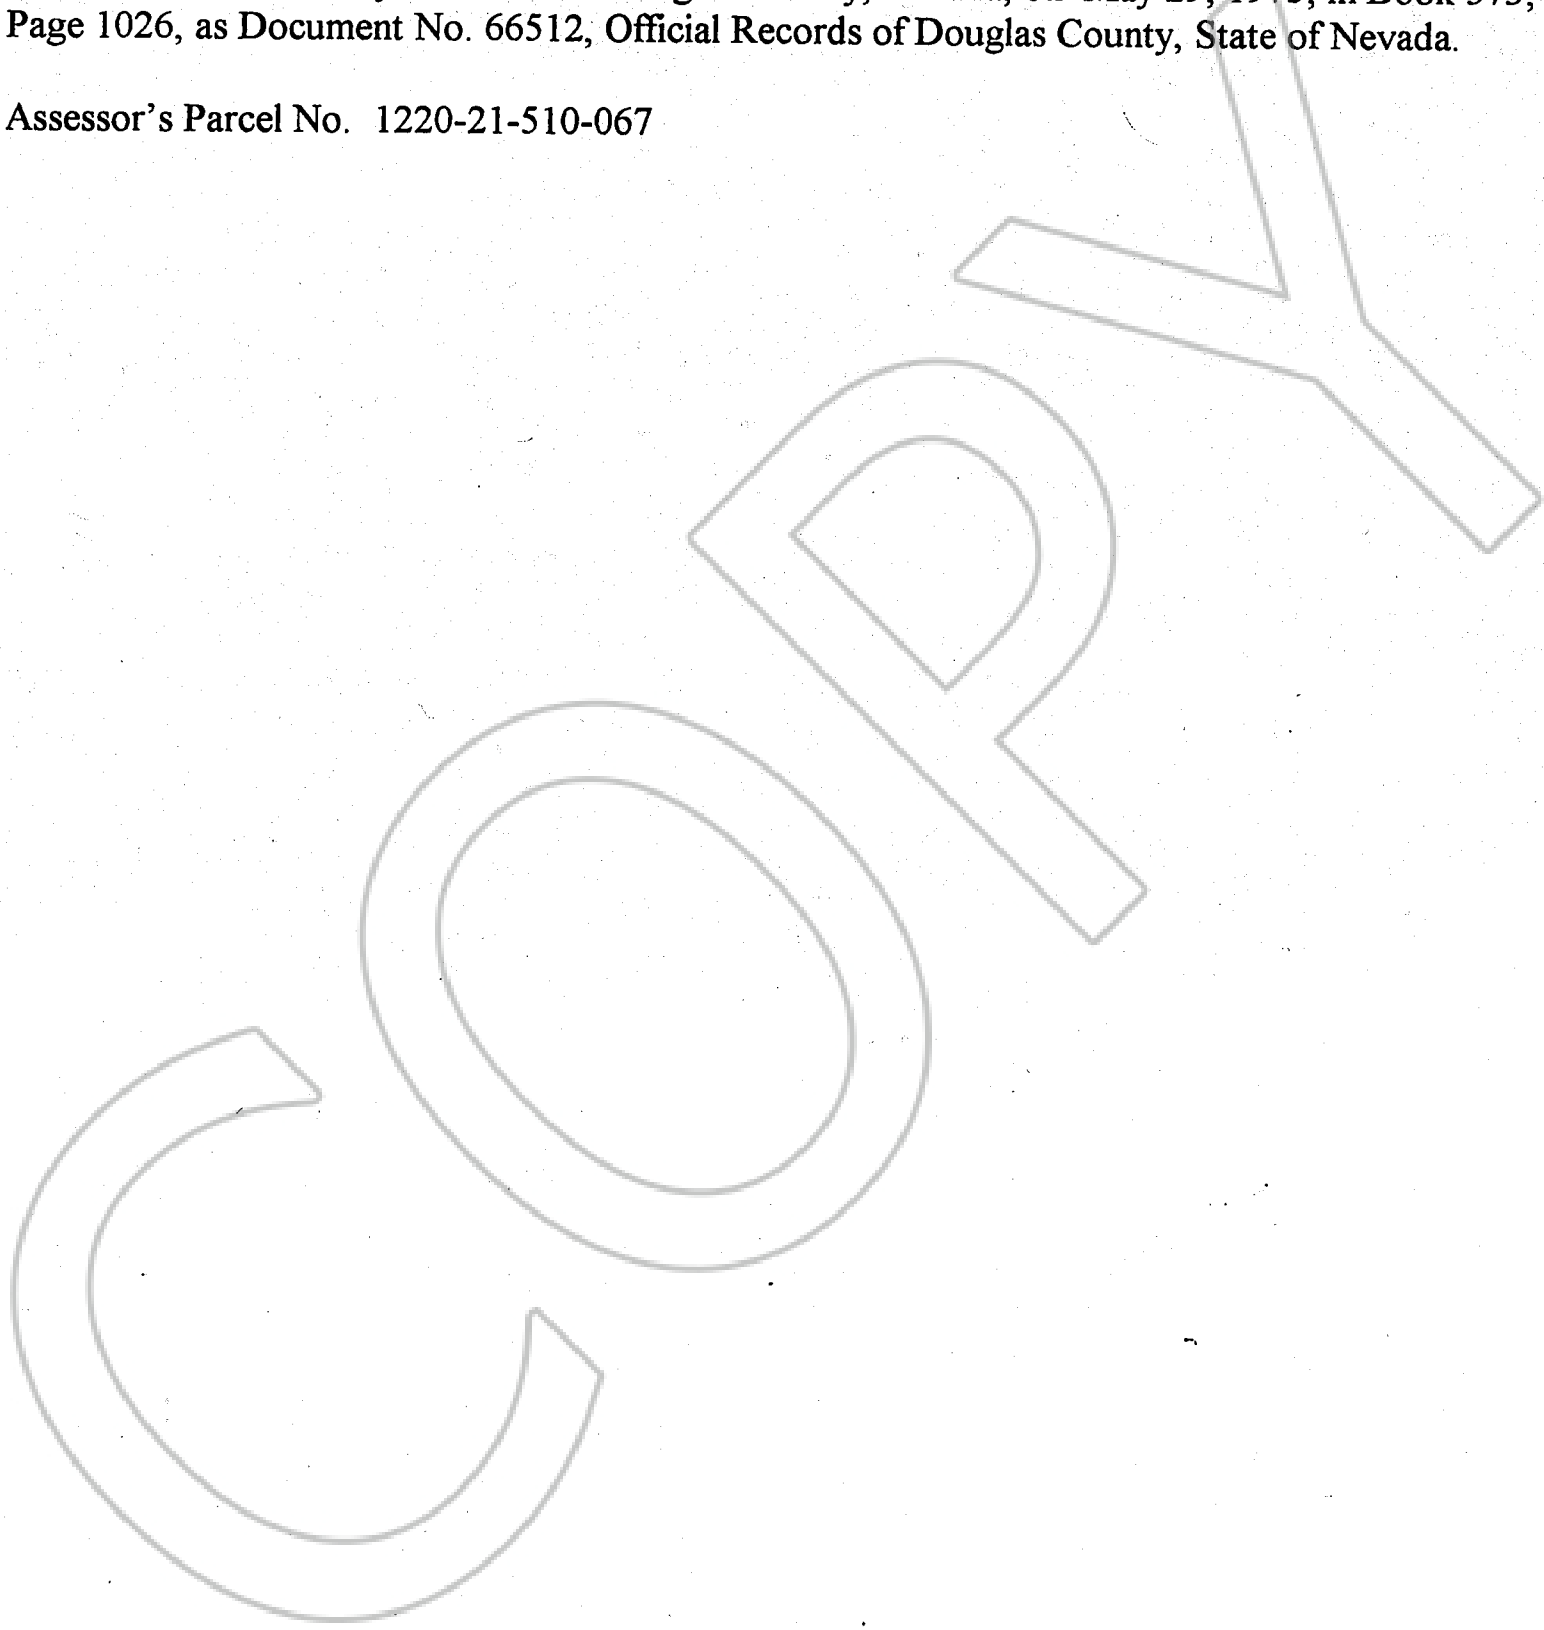 Page 1026, as Document No. 66512, Official Records of Douglas County, State of Nevada.
Assessor's Parcel No. 1220-21-510-067
COPY